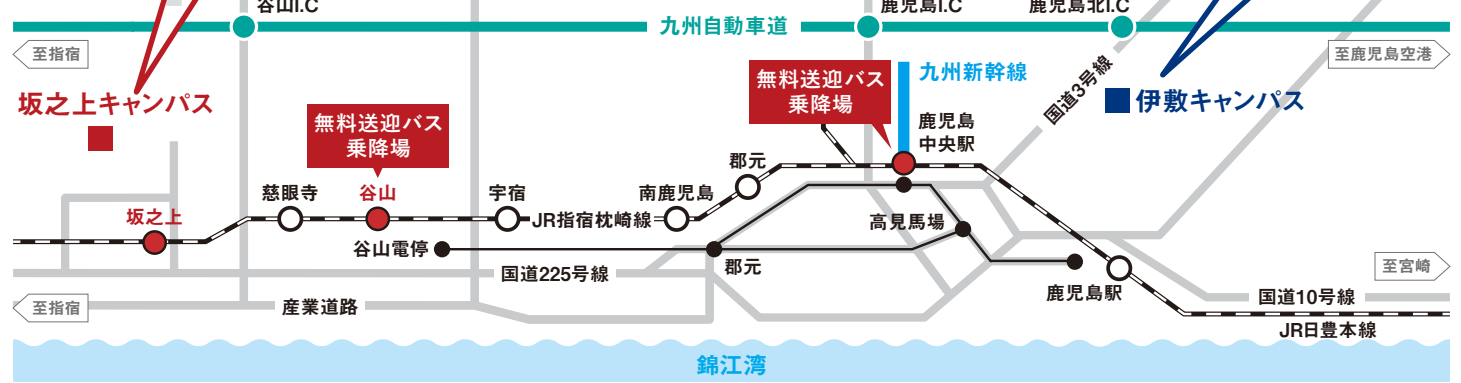 谷山I.C
鹿児島I.C
鹿児島北I.C
九州自動車道
至指宿
至鹿児島空港
九州新幹線
無料送迎バス
乗降場
国道3号線
坂之上キャンパス
伊敷キャンパス
無料送迎バス
乗降場
鹿児島
中央駅
郡元
慈眼寺
谷山
宇宿
南鹿児島
坂之上
JR指宿枕崎線
高見馬場
谷山電停
郡元
国道225号線
至宮崎
鹿児島駅
国道10号線
至指宿
産業道路
JR日豊本線
錦江湾